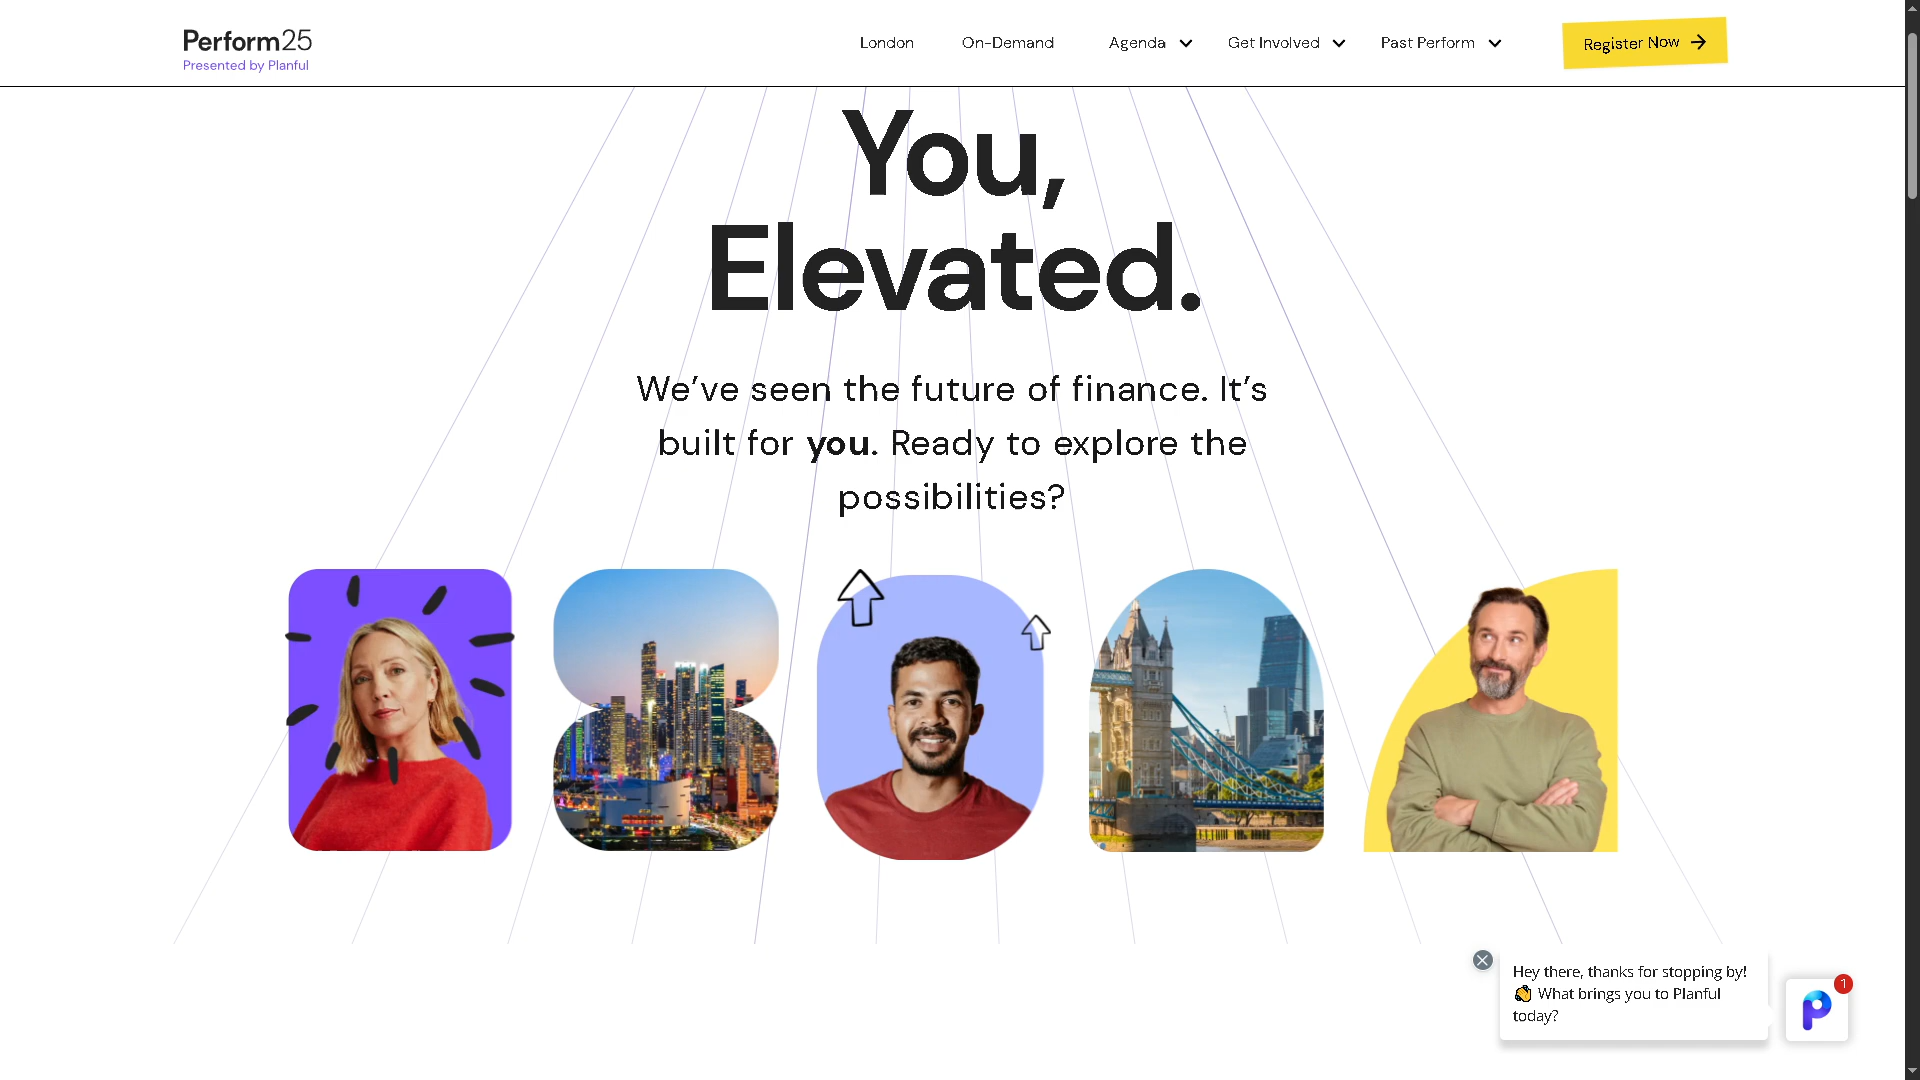 Perform25
Presented by Planful
London
On-Demand
Agenda
Get Involved
Past Perform
Register Now
You,
Elevated.
We’ve seen the future of finance. It’s
built for you. Ready to explore the
possibilities?
Hey there, thanks for stopping by!
👋 What brings you to Planful
today?
1